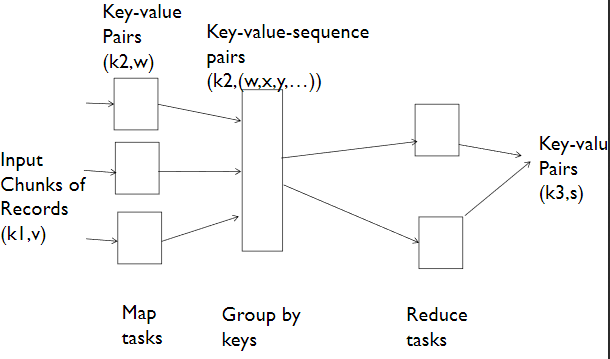 Key-value
Pairs
(k2,w)
Key-value-sequence
pairs
(k2,(w,x,y,...))
Input
Chunks of
Records
(k1,v)
Key-valu
Pairs
(k3,s)
Map
tasks
Group by
keys
Reduce
tasks